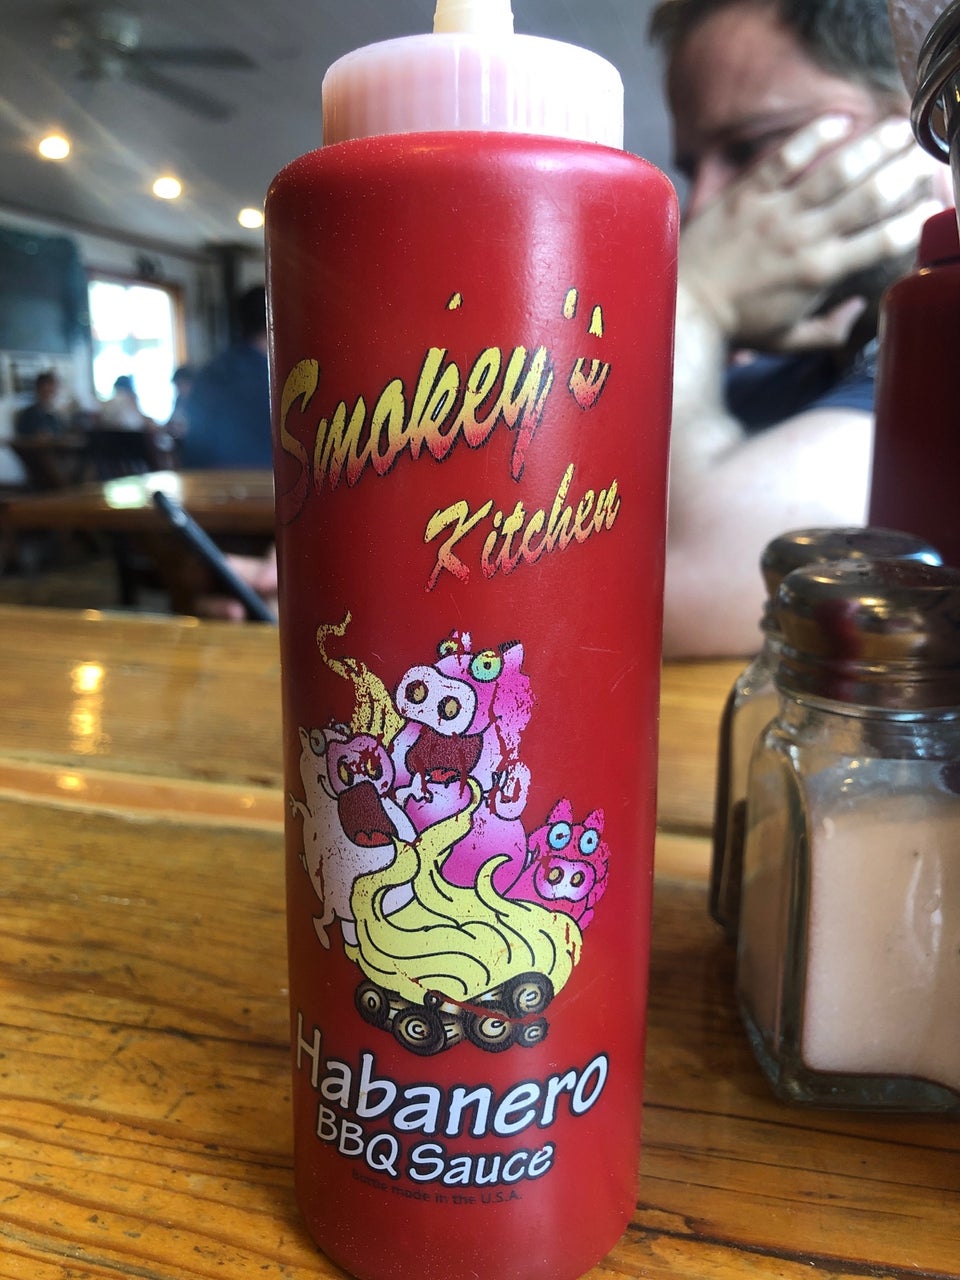 Smokey's
Kitchen
Habanero
BBQ Sauce
Bottle made in the U.S.A.